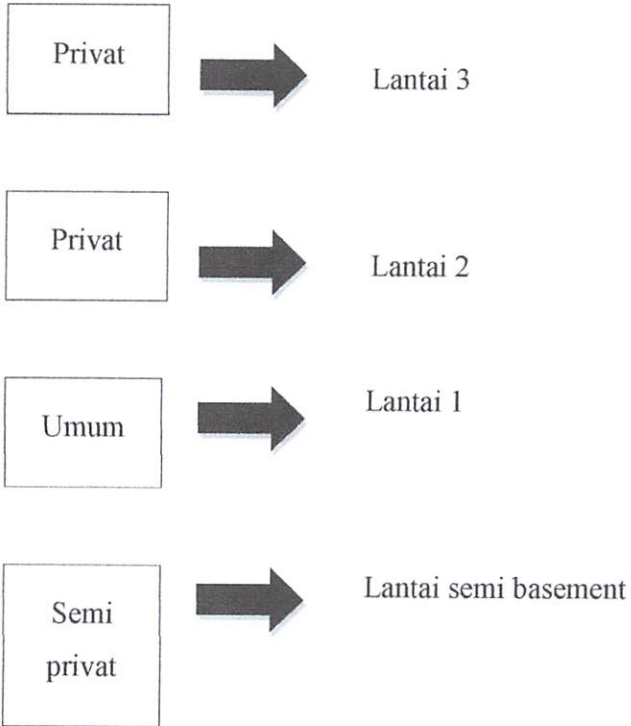 Privat
Lantai 3
Privat
Lantai 2
Umum
Lantai 1
Semi
privat
Lantai semi basement